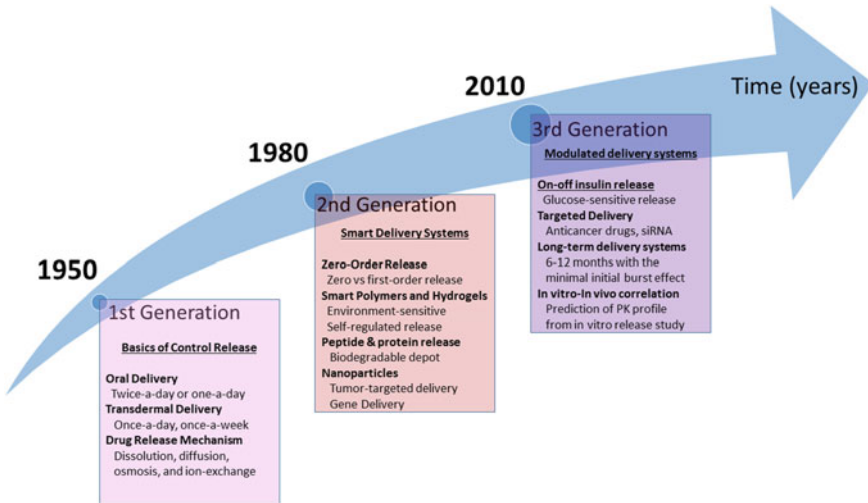 Time (years)
2010
3rd Generation
Modulated delivery systems
On-off insulin release
Glucose-sensitive release
Targeted Delivery
Anticancer drugs, siRNA
Long-term delivery systems
6-12 months with the
minimal initial burst effect
In vitro-In vivo correlation
Prediction of PK profile
from in vitro release study
1980
2nd Generation
Smart Delivery Systems
Zero-Order Release
Zero vs first-order release
Smart Polymers and Hydrogels
Environment-sensitive
Self-regulated release
Peptide & protein release
Biodegradable depot
Nanoparticles
Tumor-targeted delivery
Gene Delivery
1950
1st Generation
Basics of Control Release
Oral Delivery
Twice-a-day or one-a-day
Transdermal Delivery
Once-a-day, once-a-week
Drug Release Mechanism
Dissolution, diffusion,
osmosis, and ion-exchange